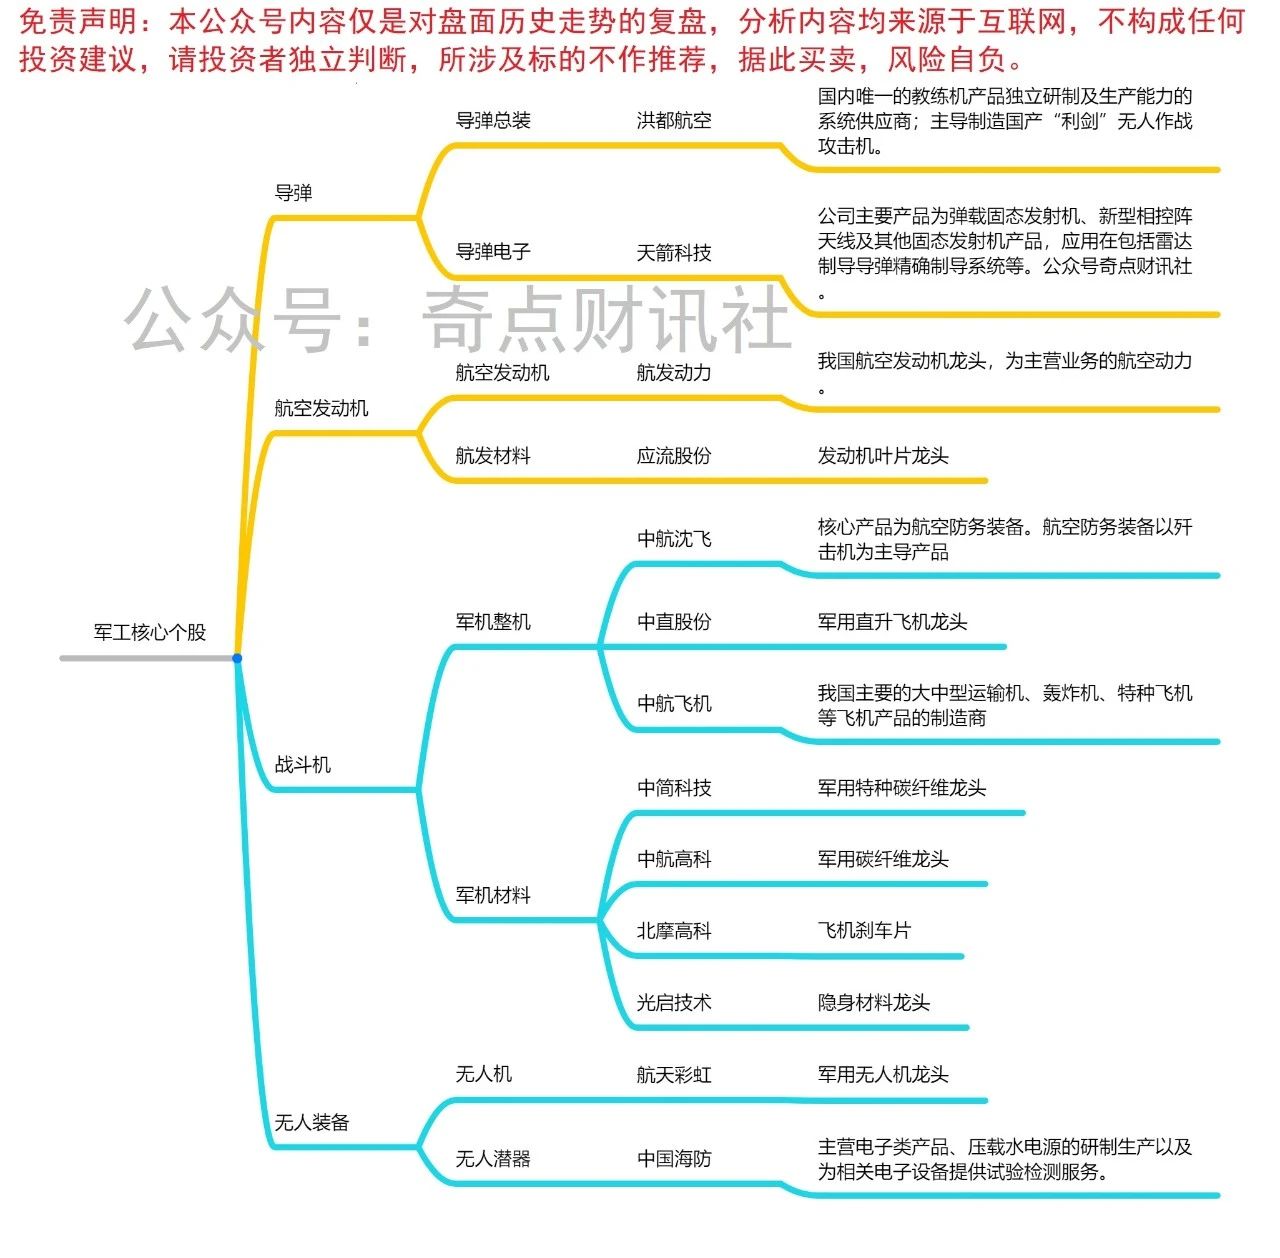 免责声明：本公众号内容仅是对盘面历史走势的复盘，分析内容均来源于互联网，不构成任何
投资建议，请投资者独立判断，所涉及标的不作推荐，据此买卖，风险自负。
军工核心个股
导弹
导弹总装
洪都航空
国内唯一的教练机产品独立研制及生产能力的
系统供应商；主导制造国产“利剑”无人作战
攻击机。
导弹电子
天箭科技
公司主要产品为弹载固态发射机、新型相控阵
天线及其他固态发射机产品，应用在包括雷达
制导导弹精确制导系统等。公众号奇点财讯社
。
公众号：奇点财讯社
航空发动机
航空发动机
航发动力
我国航空发动机龙头，为主营业务的航空动力
。
航发材料
应流股份
发动机叶片龙头
战斗机
军机整机
中航沈飞
核心产品为航空防务装备。航空防务装备以歼
击机为主导产品
中直股份
军用直升飞机龙头
中航飞机
我国主要的大中型运输机、轰炸机、特种飞机
等飞机产品的制造商
军机材料
中简科技
军用特种碳纤维龙头
中航高科
军用碳纤维龙头
北摩高科
飞机刹车片
光启技术
隐身材料龙头
无人装备
无人机
航天彩虹
军用无人机龙头
无人潜器
中国海防
主营电子类产品、压载水电源的研制生产以及
为相关电子设备提供试验检测服务。